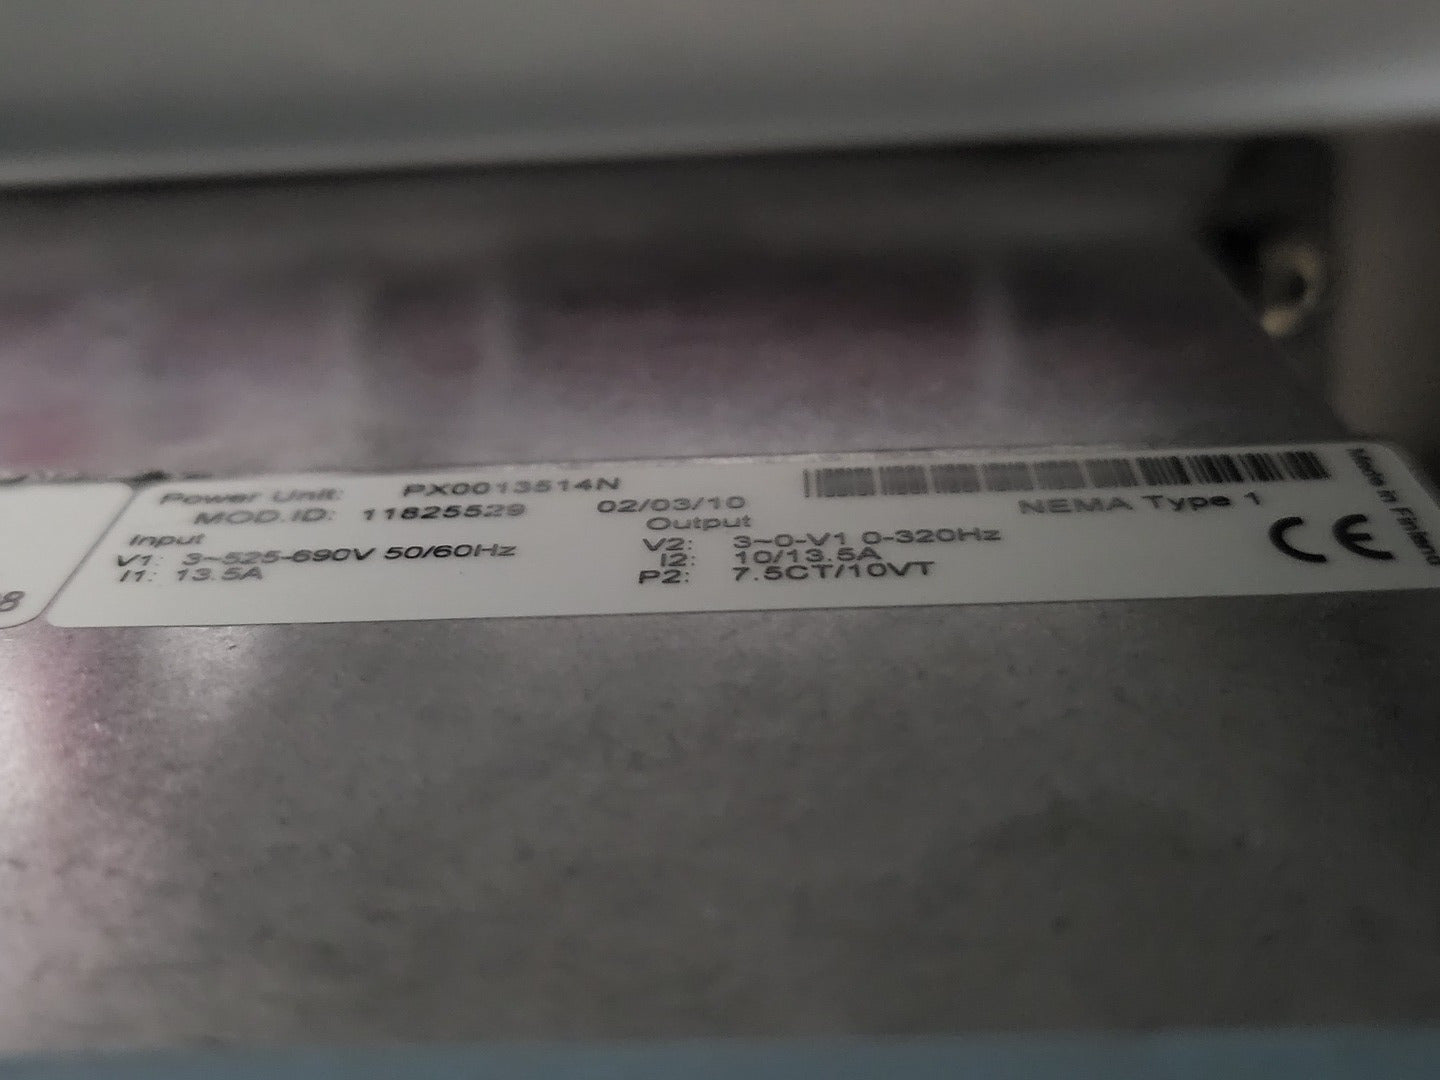 Power Unit: PX0013514N
MOD.ID: 11825529 02/03/10 NEMA Type 1
Input Output
V1: 3~525-690V 50/60Hz V2: 3~0-V1 0-320Hz
I1: 13.5A I2: 10/13.5A
P2: 7.5CT/10VT
CE
Made in Finland
8